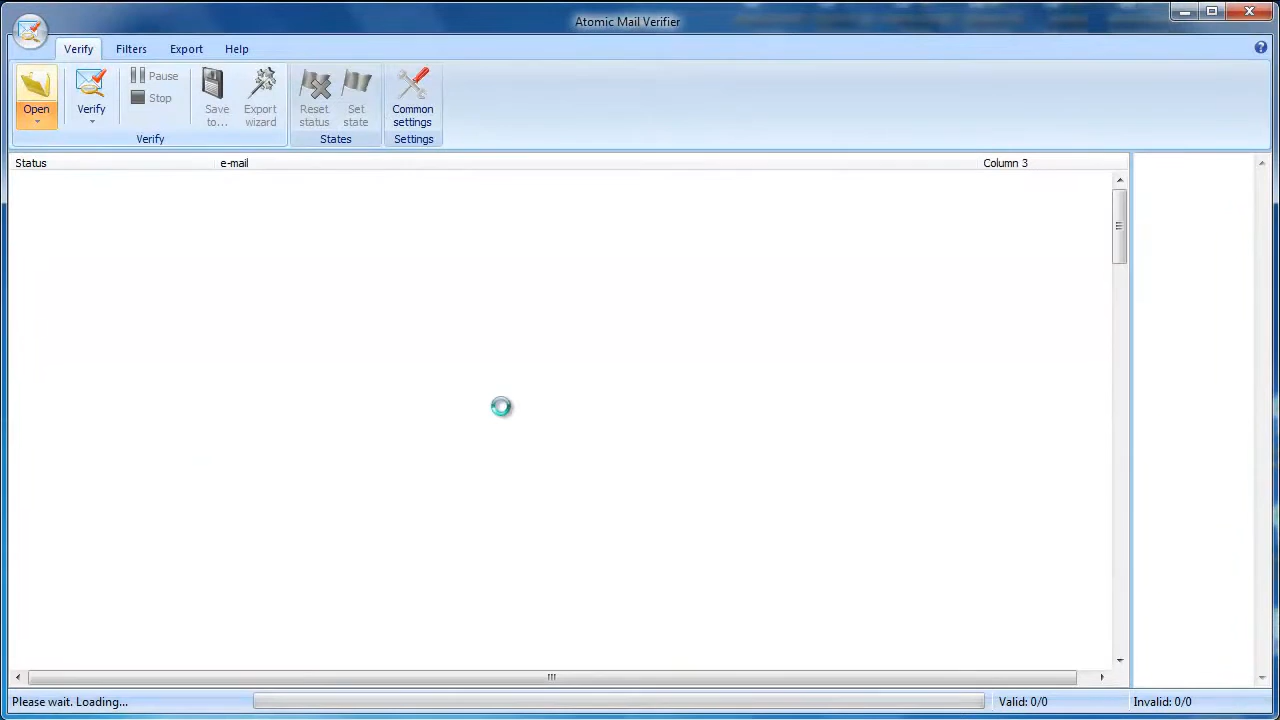 Atomic Mail Verifier
Verify Filters Export Help
Open
Verify
Pause
Stop
Save to...
Export wizard
Verify
Reset status
Set state
States
Common settings
Settings
Status e-mail Column 3
Please wait. Loading... Valid: 0/0 Invalid: 0/0